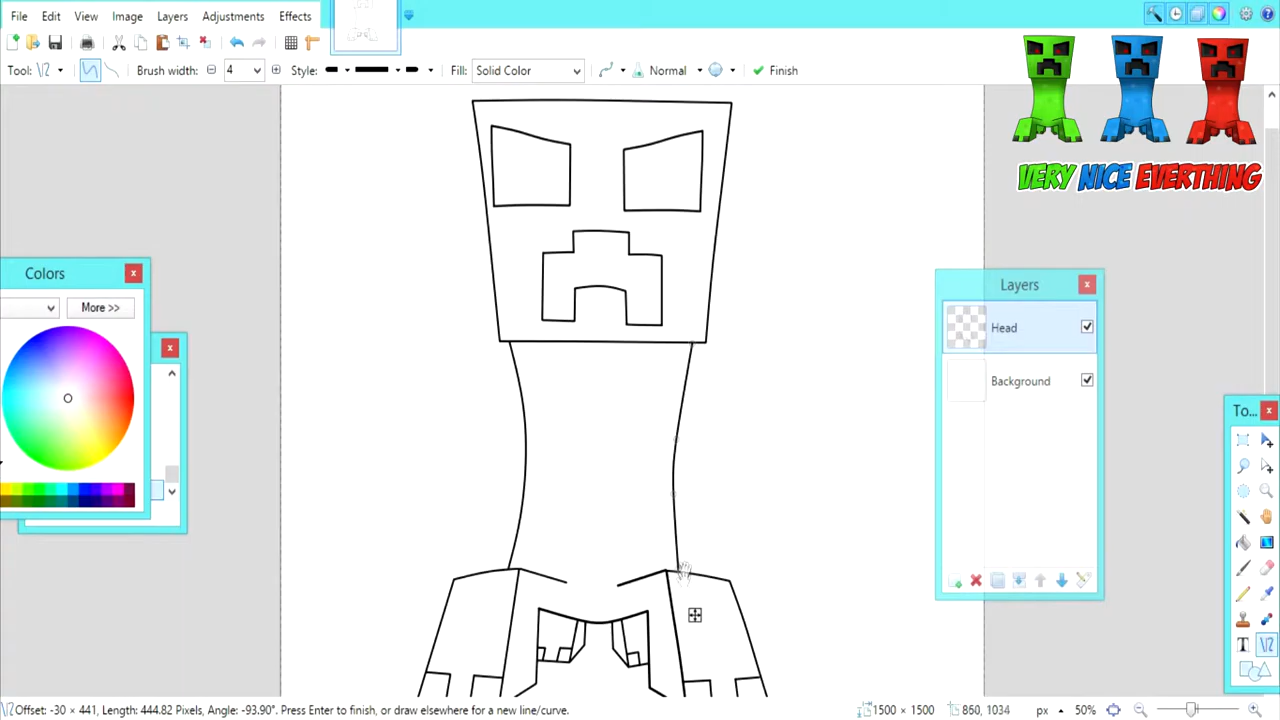 File Edit View Image Layers Adjustments Effects
Tool: Brush width: 4 Style: Fill: Solid Color Normal Finish
VERY NICE EVERTHING
Colors
More >>
Layers
Head
Background
To...
T
Offset: -30 × 441, Length: 444.82 Pixels, Angle: -93.90°. Press Enter to finish, or draw elsewhere for a new line/curve. 1500 × 1500 850, 1034 px 50%